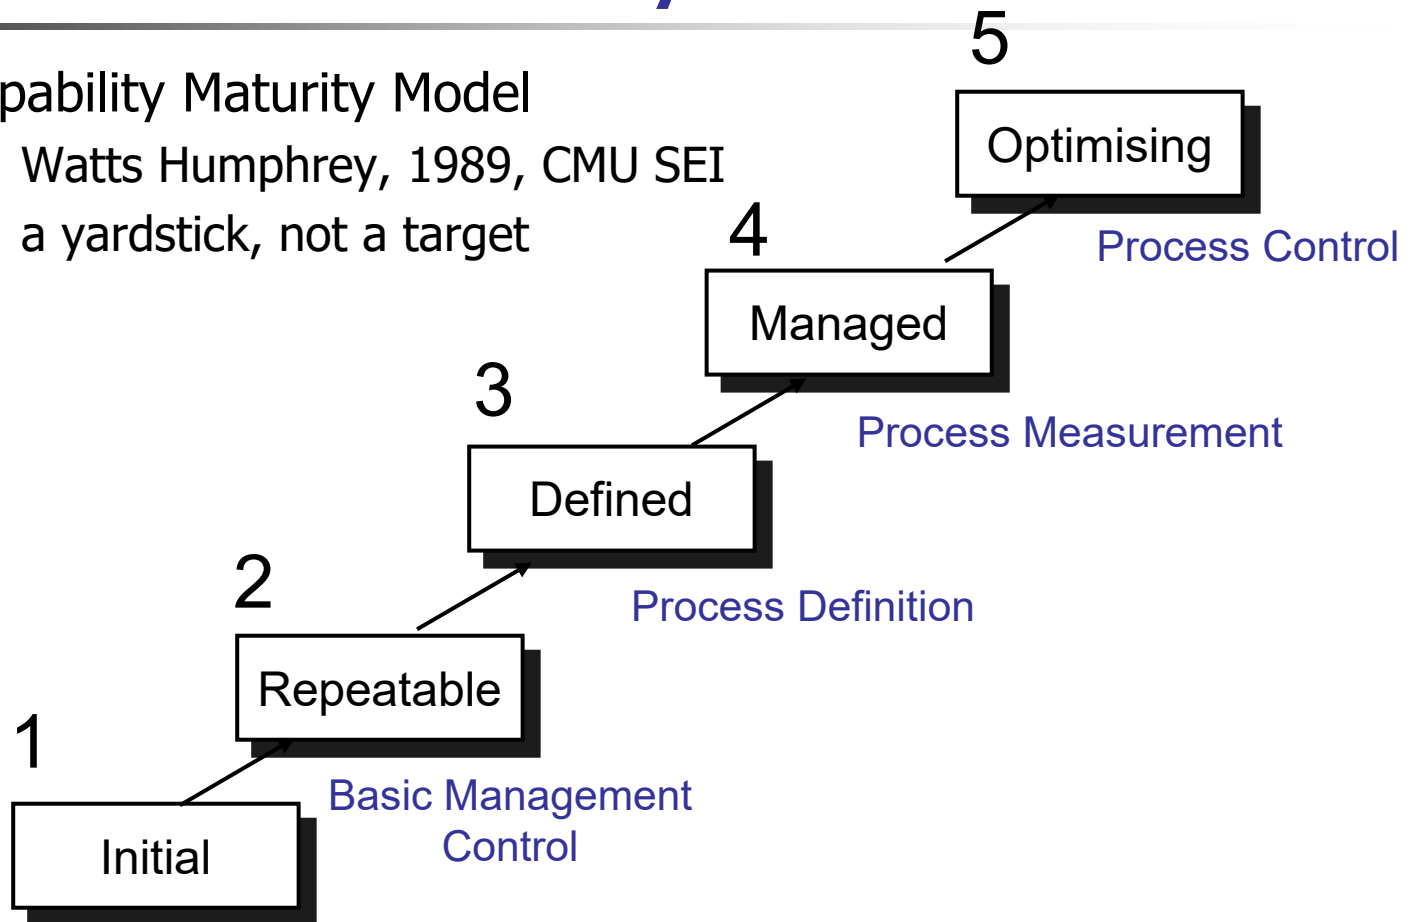 pability Maturity Model
Watts Humphrey, 1989, CMU SEI
a yardstick, not a target
5
Optimising
Process Control
4
Managed
Process Measurement
3
Defined
Process Definition
2
Repeatable
Basic Management
Control
1
Initial